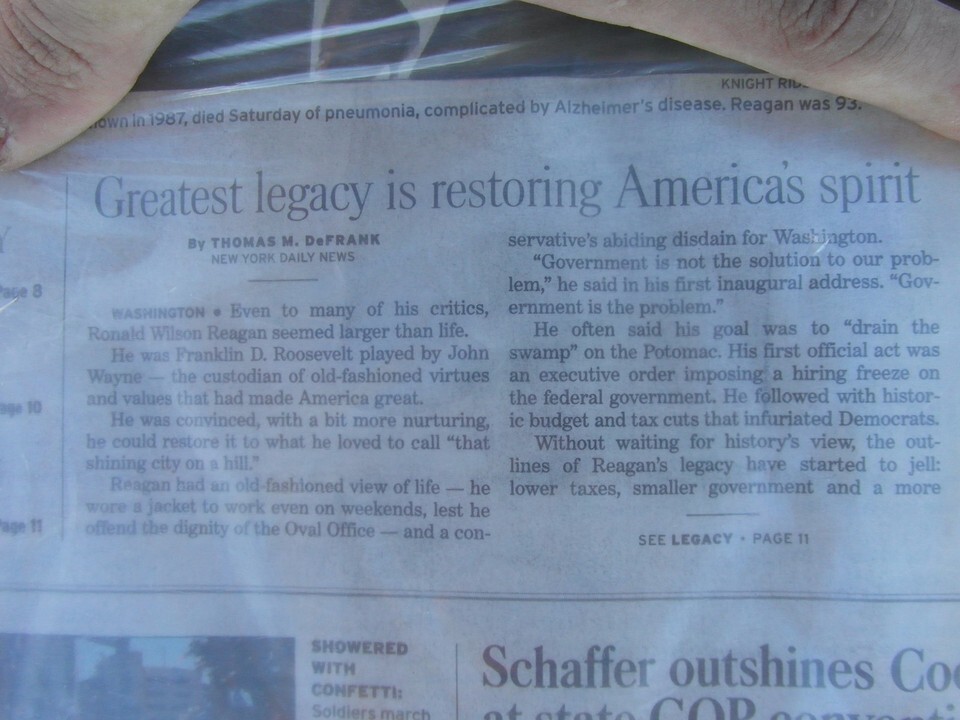 KNIGHT
in 1987, died Saturday of pneumonia, complicated by Alzheimer's disease. Reagan was 93.
Greatest legacy is restoring America's spirit
By THOMAS M. DeFRANK
NEW YORK DAILY NEWS
WASHINGTON • Even to many of his critics,
Ronald Wilson Reagan seemed larger than life.
He was Franklin D. Roosevelt played by John
Wayne — the custodian of old-fashioned virtues
and values that had made America great.
He was convinced, with a bit more nurturing,
he could restore it to what he loved to call “that
shining city on a hill.”
Reagan had an old-fashioned view of life — he
wore a jacket to work even on weekends, lest he
offend the dignity of the Oval Office — and a con-
servative's abiding disdain for Washington.
“Government is not the solution to our prob-
lem,” he said in his first inaugural address. “Gov-
ernment is the problem.”
He often said his goal was to “drain the
swamp” on the Potomac. His first official act was
an executive order imposing a hiring freeze on
the federal government. He followed with histor-
ic budget and tax cuts that infuriated Democrats.
Without waiting for history's view, the out-
lines of Reagan's legacy have started to jell:
lower taxes, smaller government and a more
SEE LEGACY • PAGE 11
Page 8
Page 10
Page 11
SHOWERED
WITH
CONFETTI:
Soldiers march
Schaffer outshines
at state GOP